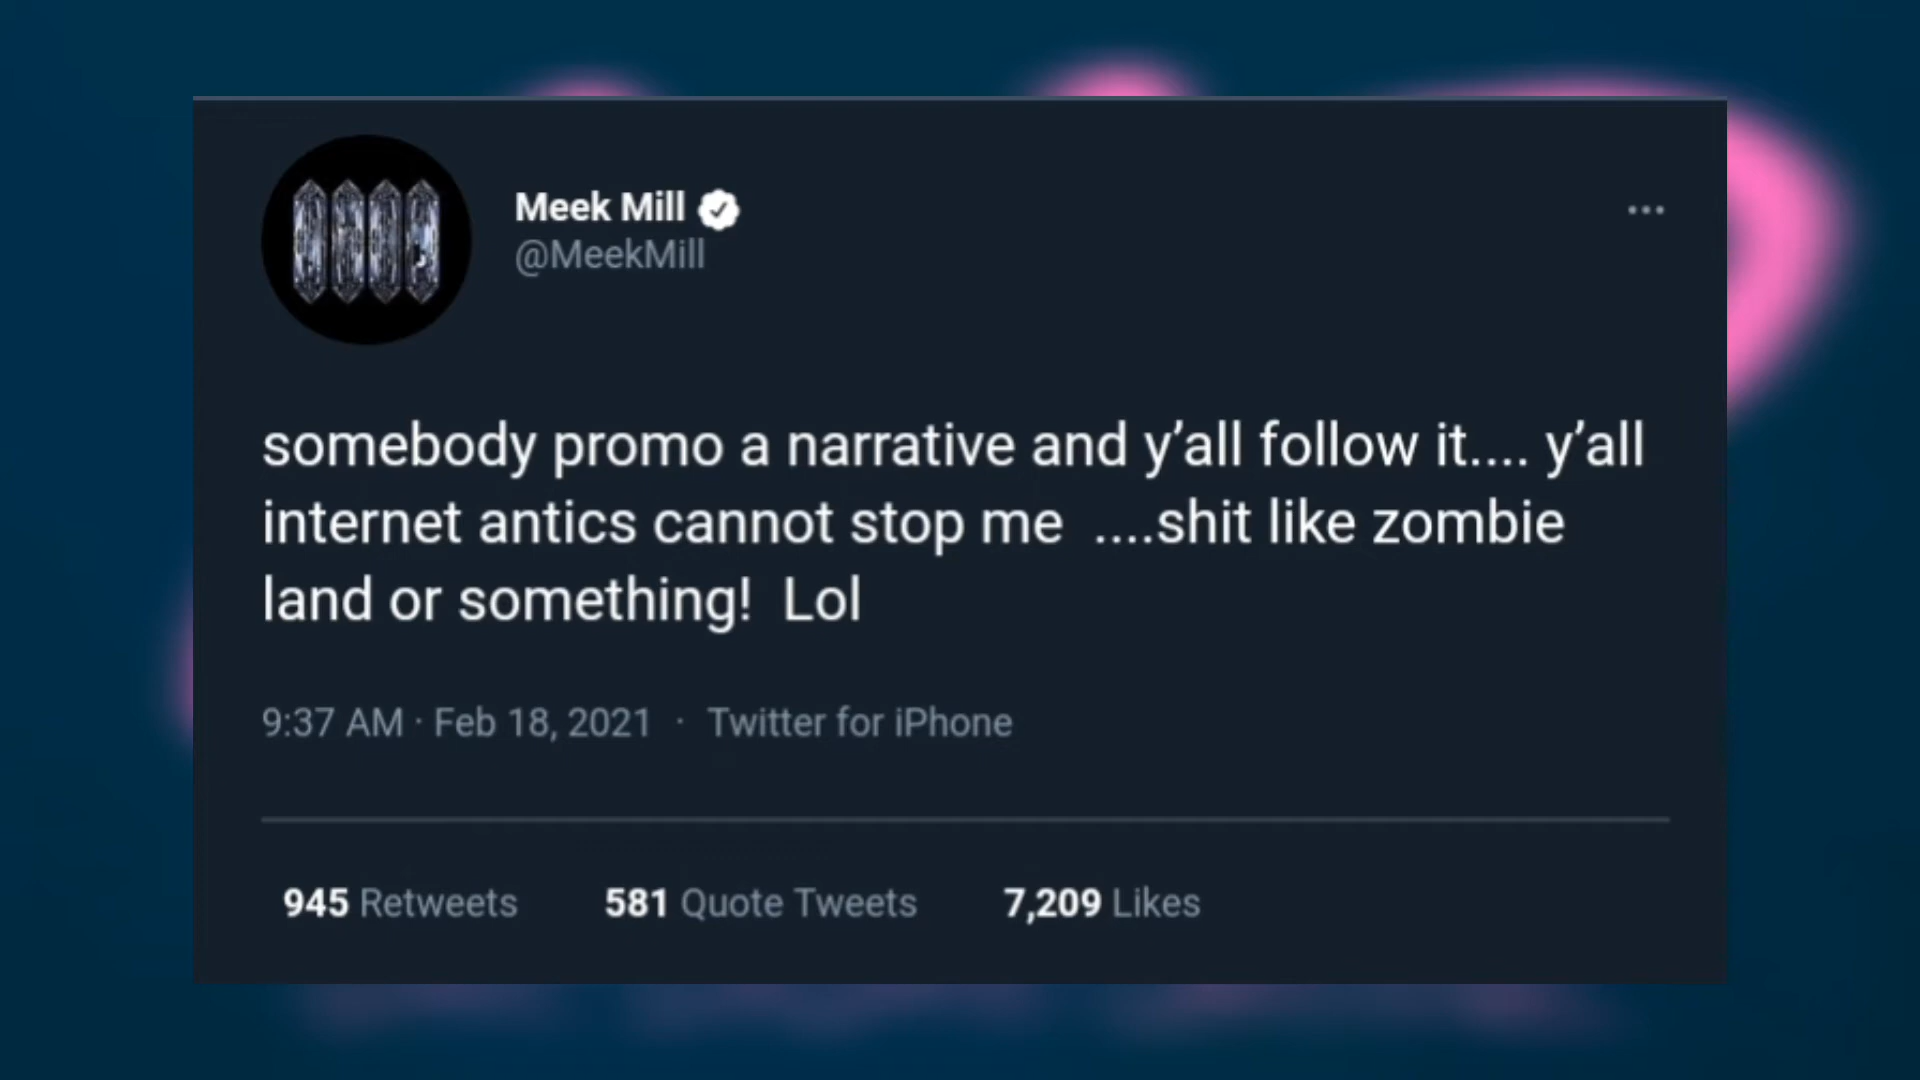 Meek Mill
@MeekMill
somebody promo a narrative and y’all follow it.... y’all
internet antics cannot stop me  ....shit like zombie
land or something!  Lol
9:37 AM · Feb 18, 2021 · Twitter for iPhone
945 Retweets 581 Quote Tweets 7,209 Likes